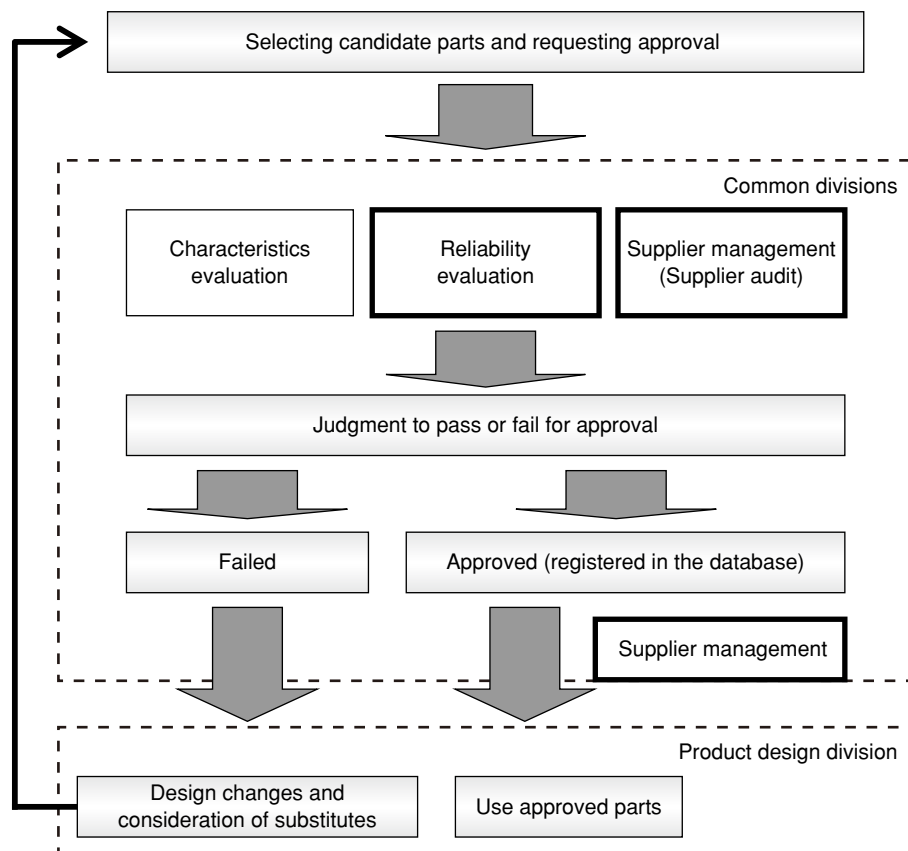 Selecting candidate parts and requesting approval
Common divisions
Characteristics
evaluation
Reliability
evaluation
Supplier management
(Supplier audit)
Judgment to pass or fail for approval
Failed
Approved (registered in the database)
Supplier management
Product design division
Design changes and
consideration of substitutes
Use approved parts